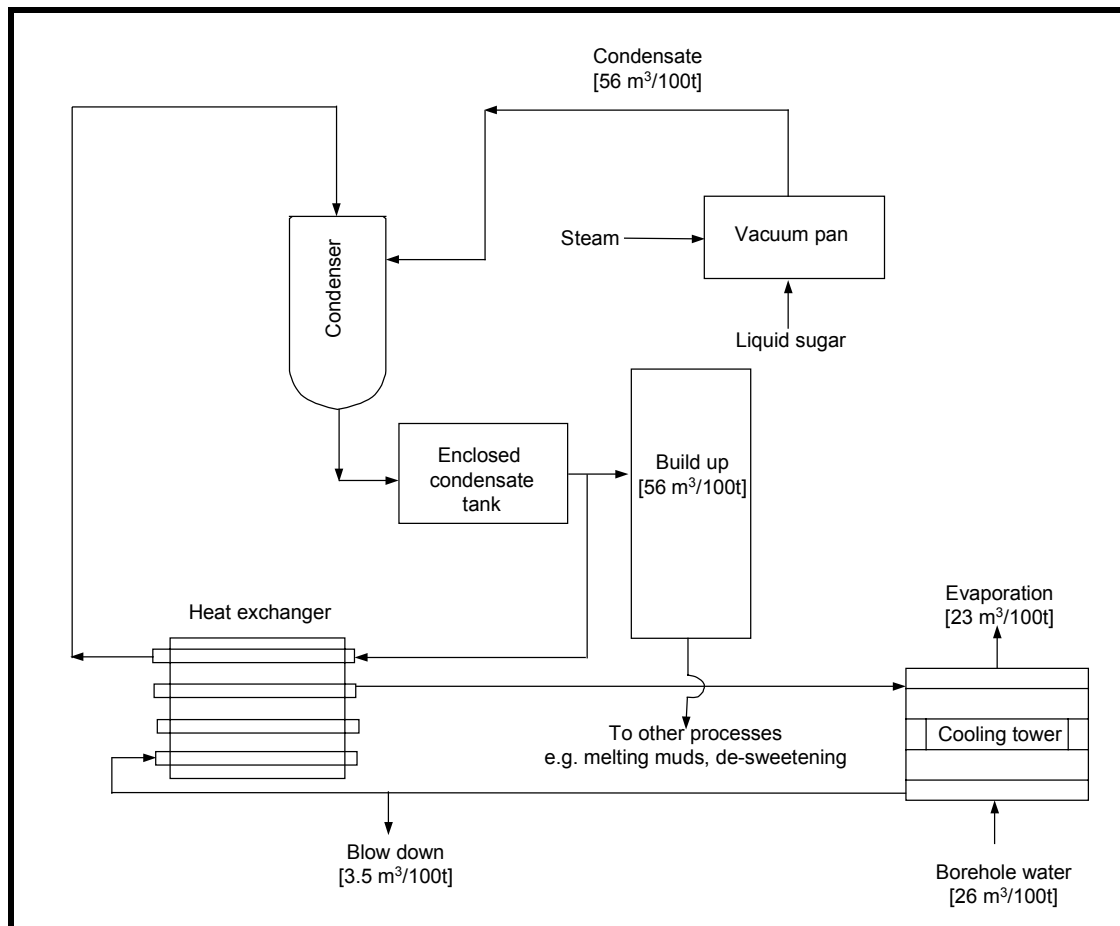 Condensate
[56 m³/100t]
Steam
Vacuum pan
Condenser
Liquid sugar
Enclosed
condensate
tank
Build up
[56 m³/100t]
Heat exchanger
Evaporation
[23 m³/100t]
To other processes
e.g. melting muds, de-sweetening
Cooling tower
Blow down
[3.5 m³/100t]
Borehole water
[26 m³/100t]